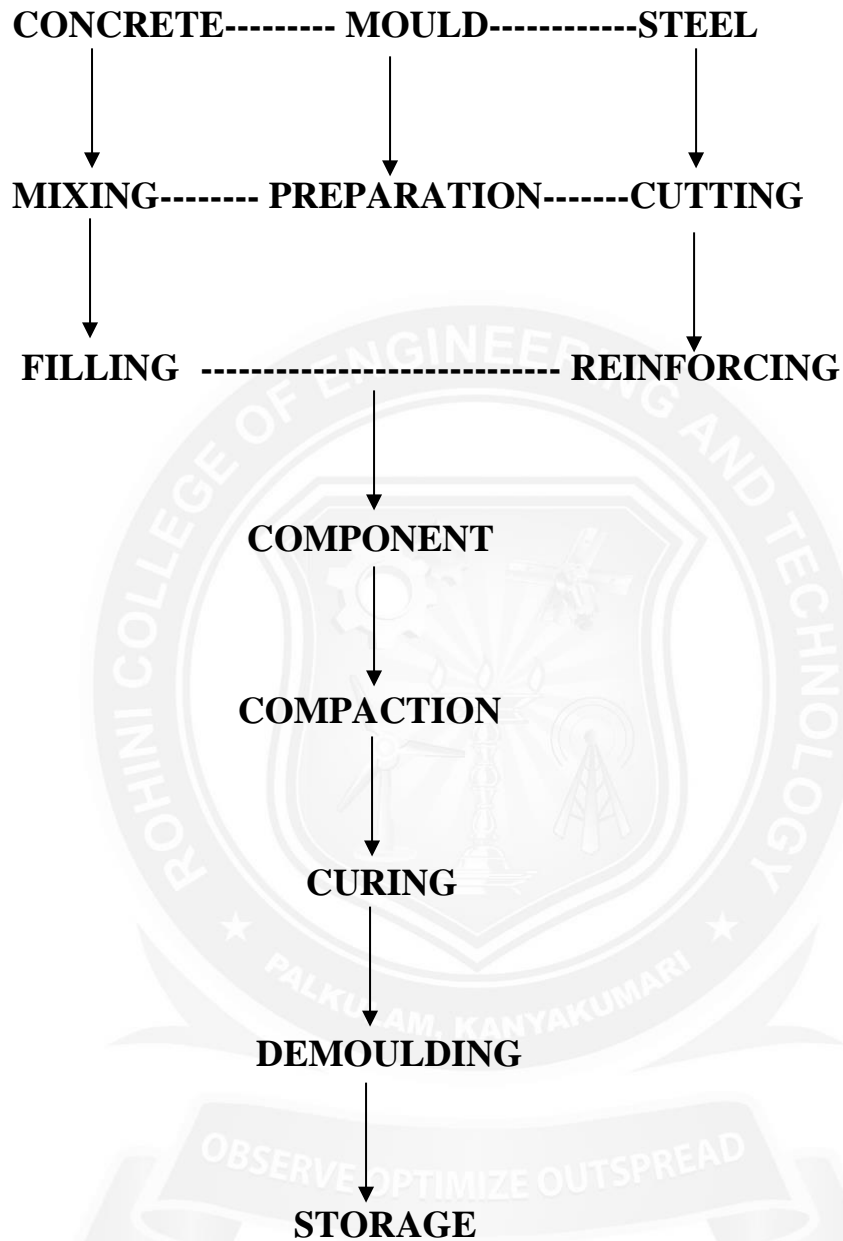 CONCRETE--------- MOULD------------STEEL
MIXING-------- PREPARATION-------CUTTING
FILLING ----------------------------- REINFORCING
COMPONENT
COMPACTION
CURING
DEMOULDING
STORAGE
ROHINI COLLEGE OF ENGINEERING AND TECHNOLOGY
PALKULAM, KANYAKUMARI
OBSERVE OPTIMIZE OUTSPREAD